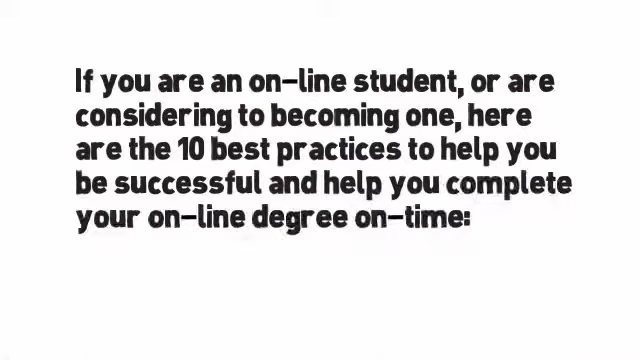 If you are an on-line student, or are
considering to becoming one, here
are the 10 best practices to help you
be successful and help you complete
your on-line degree on-time: